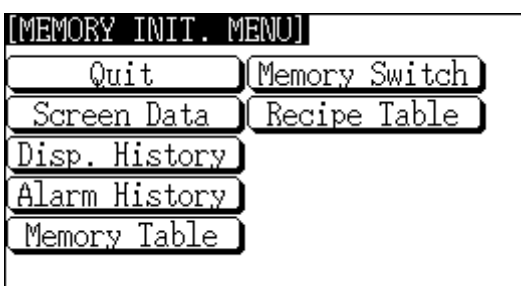 [MEMORY INIT. MENU]
Quit Memory Switch
Screen Data Recipe Table
Disp. History
Alarm History
Memory Table